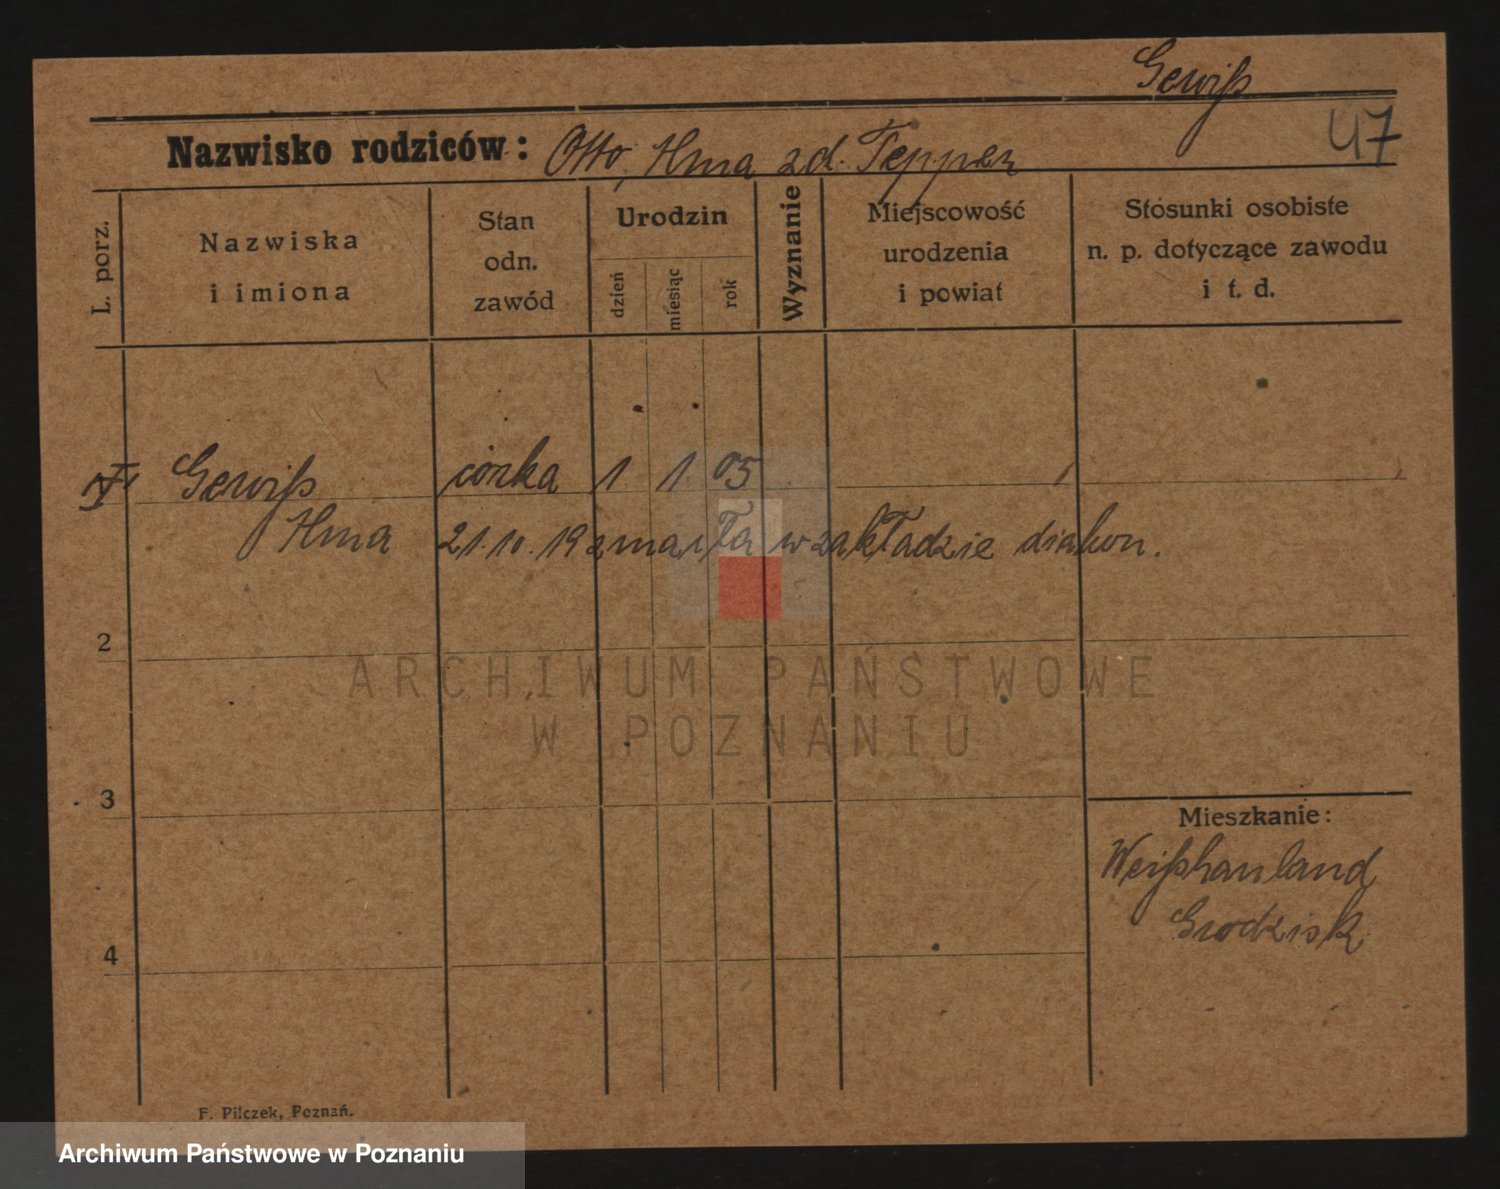 Gewiß
47
Nazwisko rodziców: Otto, Alma zd. Tepper
L. porz.
Nazwiska
i imiona
Stan
odn.
zawód
Urodzin
dzień
miesiąc
rok
Wyznanie
Miejscowość
urodzenia
i powiat
Stosunki osobiste
n. p. dotyczące zawodu
i t. d.
Gewiß córka 1 1 05
Alma 21.10.19 zmarła w zakładzie diakon.
2
3
4
Mieszkanie:
Grodzisk
F. Pilczek, Poznań.
ARCHIWUM PAŃSTWOWE
W POZNANIU
Archiwum Państwowe w Poznaniu